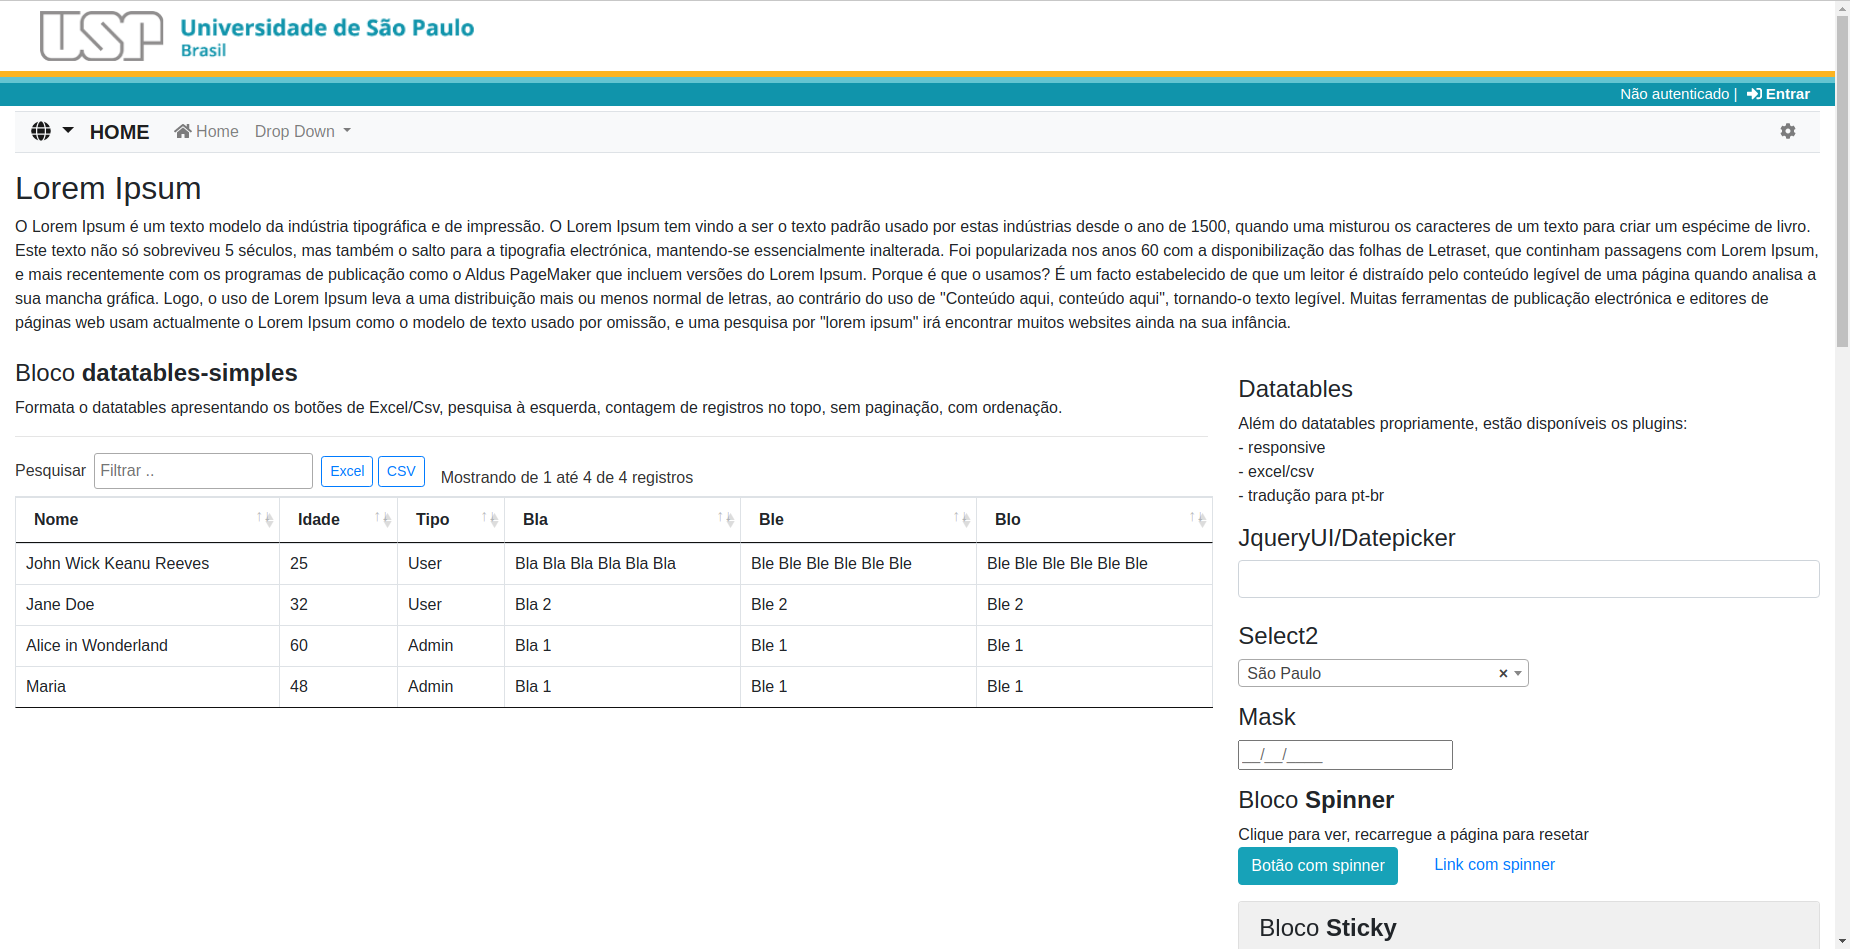 USP Universidade de São Paulo
Brasil
Não autenticado | Entrar
HOME Home Drop Down
Lorem Ipsum
O Lorem Ipsum é um texto modelo da indústria tipográfica e de impressão. O Lorem Ipsum tem vindo a ser o texto padrão usado por estas indústrias desde o ano de 1500, quando uma misturou os caracteres de um texto para criar um espécime de livro.
Este texto não só sobreviveu 5 séculos, mas também o salto para a tipografia electrónica, mantendo-se essencialmente inalterada. Foi popularizada nos anos 60 com a disponibilização das folhas de Letraset, que continham passagens com Lorem Ipsum,
e mais recentemente com os programas de publicação como o Aldus PageMaker que incluem versões do Lorem Ipsum. Porque é que o usamos? É um facto estabelecido de que um leitor é distraído pelo conteúdo legível de uma página quando analisa a
sua mancha gráfica. Logo, o uso de Lorem Ipsum leva a uma distribuição mais ou menos normal de letras, ao contrário do uso de "Conteúdo aqui, conteúdo aqui", tornando-o texto legível. Muitas ferramentas de publicação electrónica e editores de
páginas web usam actualmente o Lorem Ipsum como o modelo de texto usado por omissão, e uma pesquisa por "lorem ipsum" irá encontrar muitos websites ainda na sua infância.
Bloco datatables-simples
Formata o datatables apresentando os botões de Excel/Csv, pesquisa à esquerda, contagem de registros no topo, sem paginação, com ordenação.
Pesquisar Filtrar .. Excel CSV Mostrando de 1 até 4 de 4 registros
Nome Idade Tipo Bla Ble Blo
John Wick Keanu Reeves 25 User Bla Bla Bla Bla Bla Bla Ble Ble Ble Ble Ble Ble Ble Ble Ble Ble Ble Ble
Jane Doe 32 User Bla 2 Ble 2 Ble 2
Alice in Wonderland 60 Admin Bla 1 Ble 1 Ble 1
Maria 48 Admin Bla 1 Ble 1 Ble 1
Datatables
Além do datatables propriamente, estão disponíveis os plugins:
- responsive
- excel/csv
- tradução para pt-br
JqueryUI/Datepicker
Select2
São Paulo ×
Mask
__/__/____
Bloco Spinner
Clique para ver, recarregue a página para resetar
Botão com spinner Link com spinner
Bloco Sticky